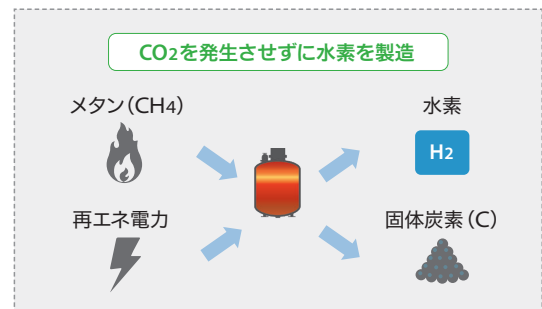 CO2を発生させずに水素を製造
メタン(CH4)
水素
H2
再エネ電力
固体炭素(C)